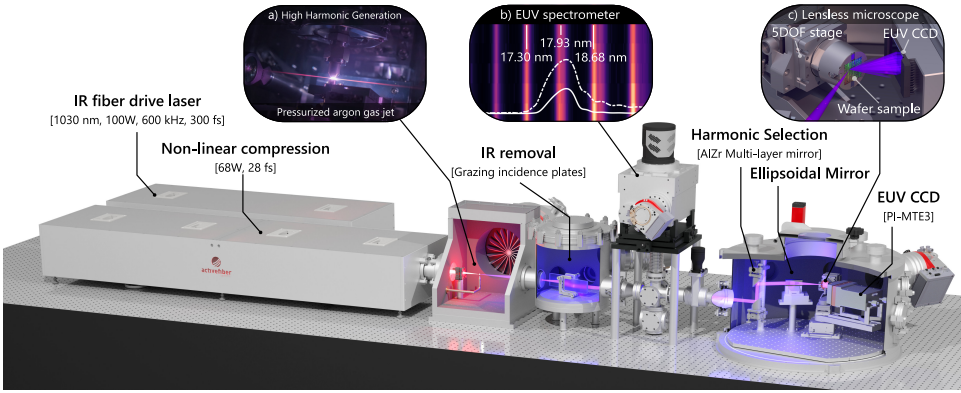 a) High Harmonic Generation
Pressurized argon gas jet
b) EUV spectrometer
17.93 nm
17.30 nm
18.68 nm
c) Lensless microscope
5DOF stage
EUV CCD
Wafer sample
IR fiber drive laser
[1030 nm, 100W, 600 kHz, 300 fs]
Non-linear compression
[68W, 28 fs]
IR removal
[Grazing incidence plates]
Harmonic Selection
[AlZr Multi-layer mirror]
Ellipsoidal Mirror
EUV CCD
[PI-MTE3]
activefiber